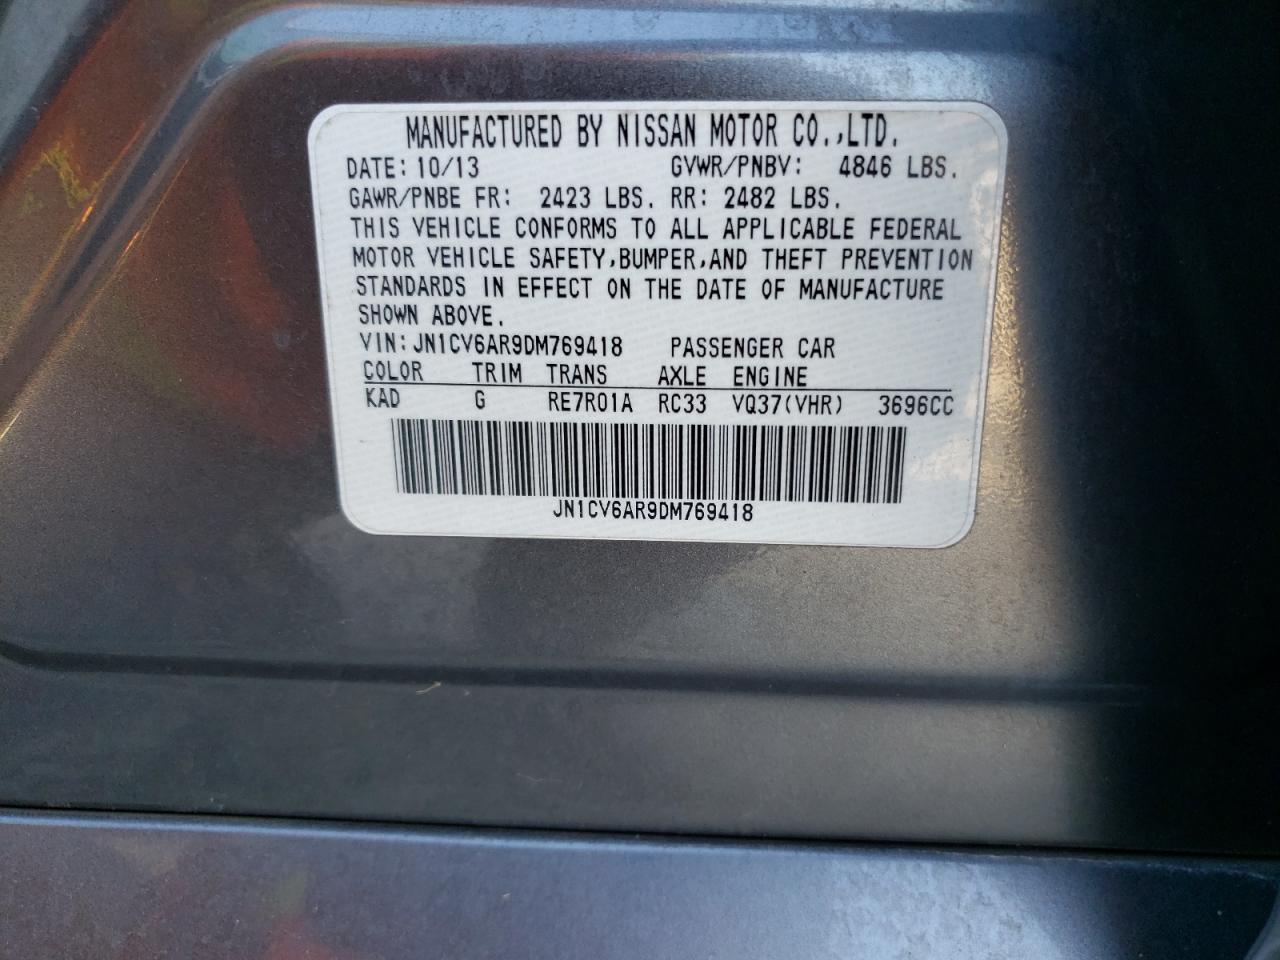 MANUFACTURED BY NISSAN MOTOR CO.,LTD.
DATE: 10/13 GVWR/PNBV: 4846 LBS.
GAWR/PNBE FR: 2423 LBS. RR: 2482 LBS.
THIS VEHICLE CONFORMS TO ALL APPLICABLE FEDERAL
MOTOR VEHICLE SAFETY,BUMPER,AND THEFT PREVENTION
STANDARDS IN EFFECT ON THE DATE OF MANUFACTURE
SHOWN ABOVE.
VIN: JN1CV6AR9DM769418 PASSENGER CAR
COLOR TRIM TRANS AXLE ENGINE
KAD G RE7R01A RC33 VQ37(VHR) 3696CC
JN1CV6AR9DM769418